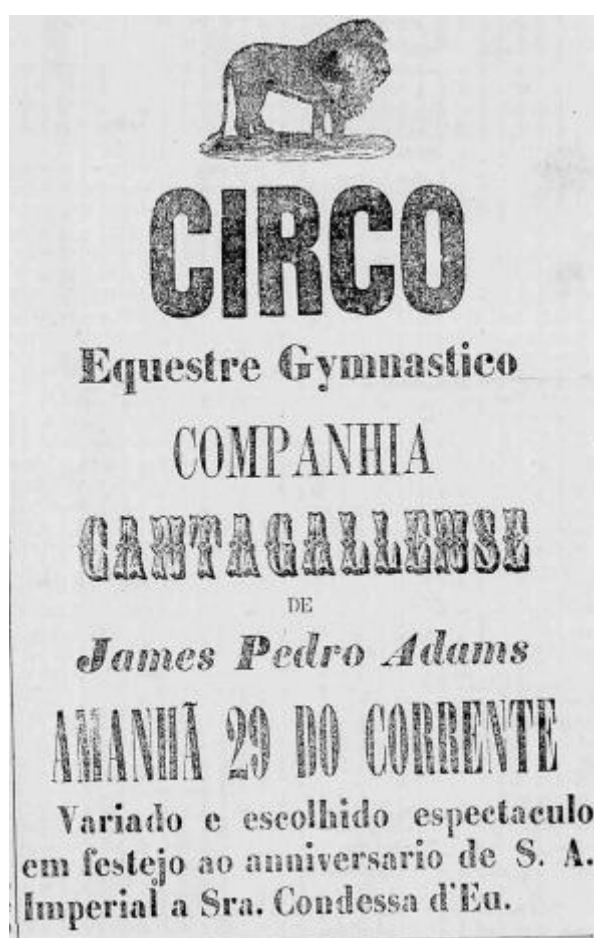 CIRCO
Equestre Gymnastico
COMPANHIA
CANTAGALLENSE
DE
James Pedro Adams
AMANHÃ 29 DO CORRENTE
Variado e escolhido espectaculo
em festejo ao anniversario de S. A.
Imperial a Sra. Condessa d'Eu.